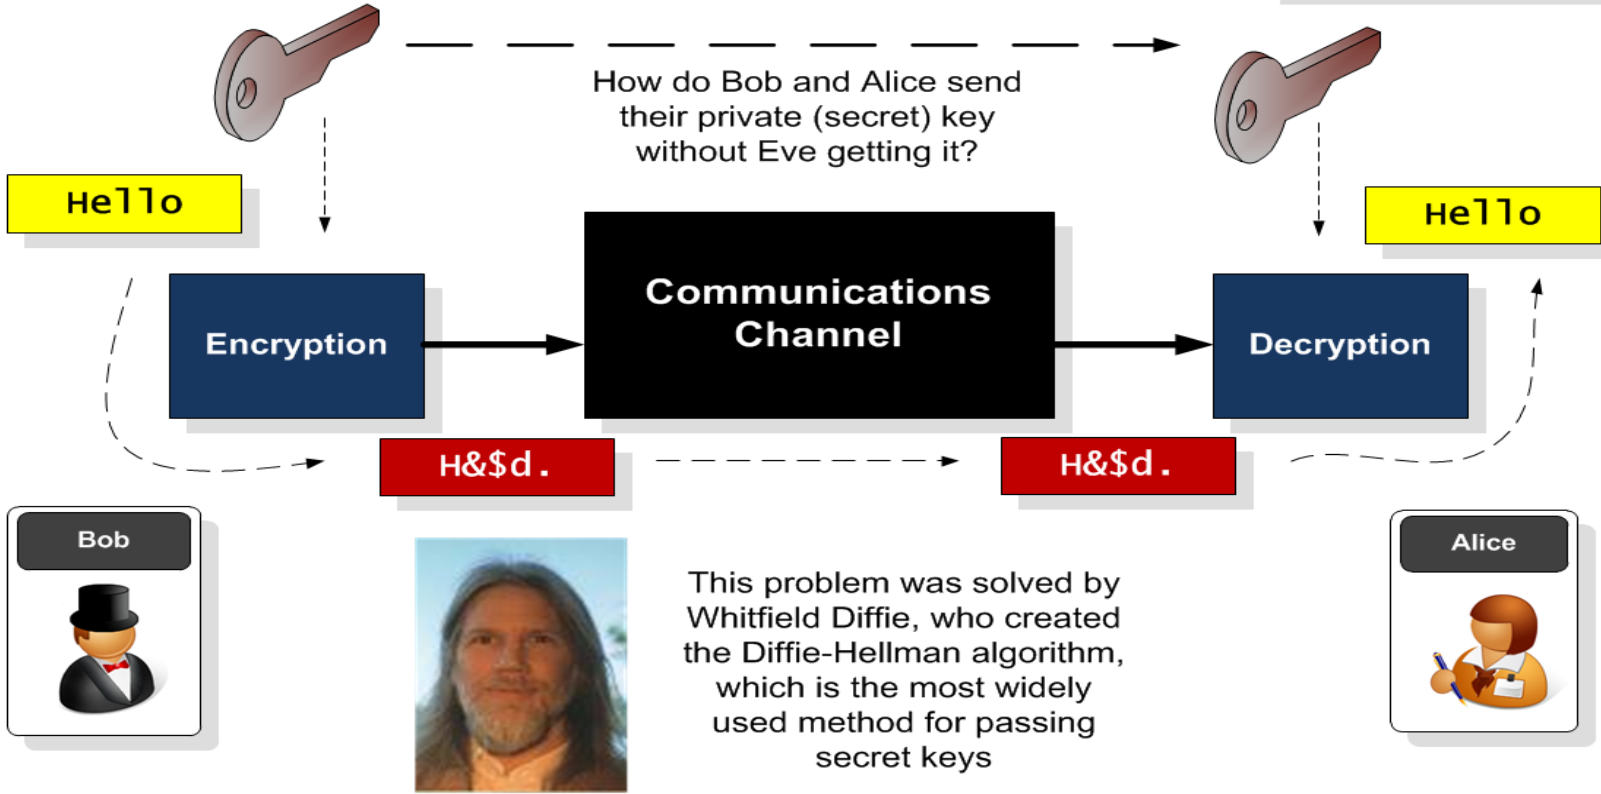 How do Bob and Alice send
their private (secret) key
without Eve getting it?
Hello
Hello
Communications
Channel
Encryption
Decryption
H&$d.
H&$d.
Bob
Alice
This problem was solved by
Whitfield Diffie, who created
the Diffie-Hellman algorithm,
which is the most widely
used method for passing
secret keys